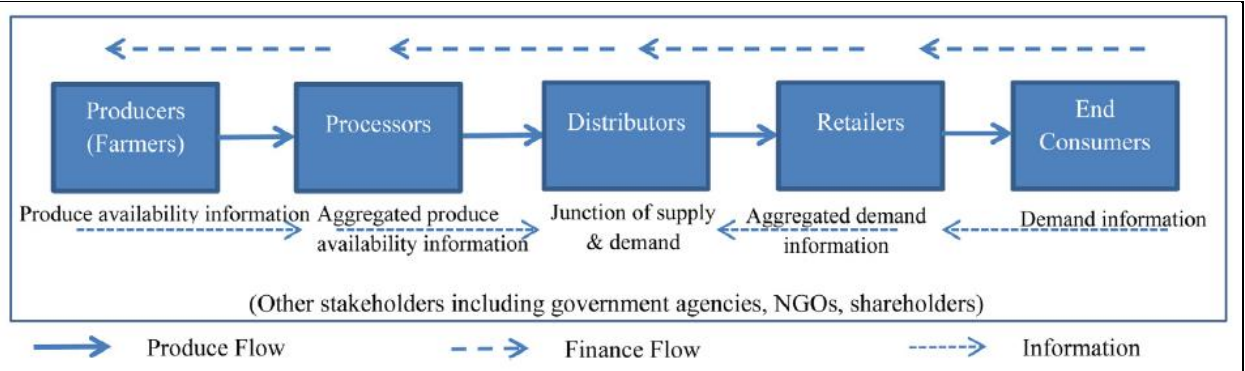 Producers
(Farmers)
Processors
Distributors
Retailers
End
Consumers
Produce availability information
Aggregated produce
availability information
Junction of supply
& demand
Aggregated demand
information
Demand information
(Other stakeholders including government agencies, NGOs, shareholders)
Produce Flow
Finance Flow
Information